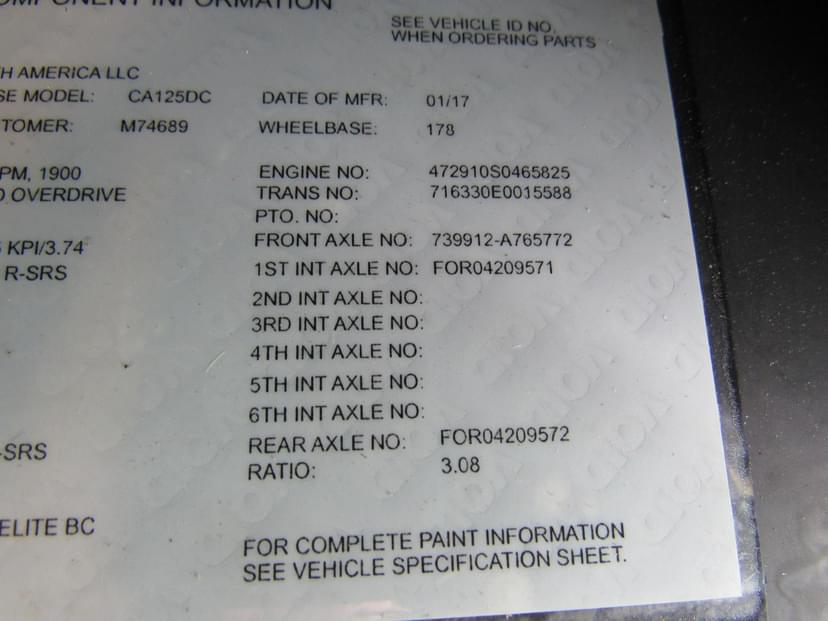 COMPONENT INFORMATION
SEE VEHICLE ID NO.
WHEN ORDERING PARTS
TH AMERICA LLC
SE MODEL: CA125DC DATE OF MFR: 01/17
TOMER: M74689 WHEELBASE: 178
PM, 1900 ENGINE NO: 472910S0465825
OVERDRIVE TRANS NO: 716330E0015588
PTO. NO:
KPI/3.74 FRONT AXLE NO: 739912-A765772
R-SRS 1ST INT AXLE NO: FOR04209571
2ND INT AXLE NO:
3RD INT AXLE NO:
4TH INT AXLE NO:
5TH INT AXLE NO:
6TH INT AXLE NO:
-SRS REAR AXLE NO: FOR04209572
RATIO: 3.08
ELITE BC
FOR COMPLETE PAINT INFORMATION
SEE VEHICLE SPECIFICATION SHEET.